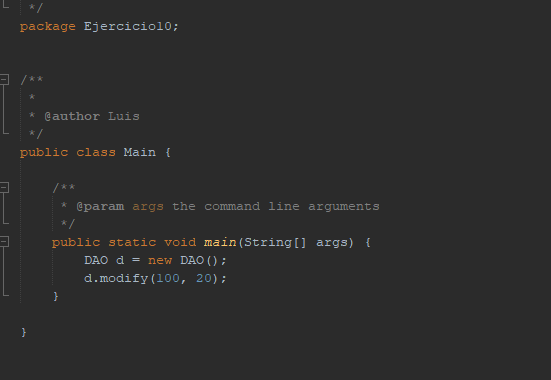 */
package Ejercicio10;
/**
*
* @author Luis
*/
public class Main {
/**
* @param args the command line arguments
*/
public static void main(String[] args) {
DAO d = new DAO();
d.modify(100, 20);
}
}